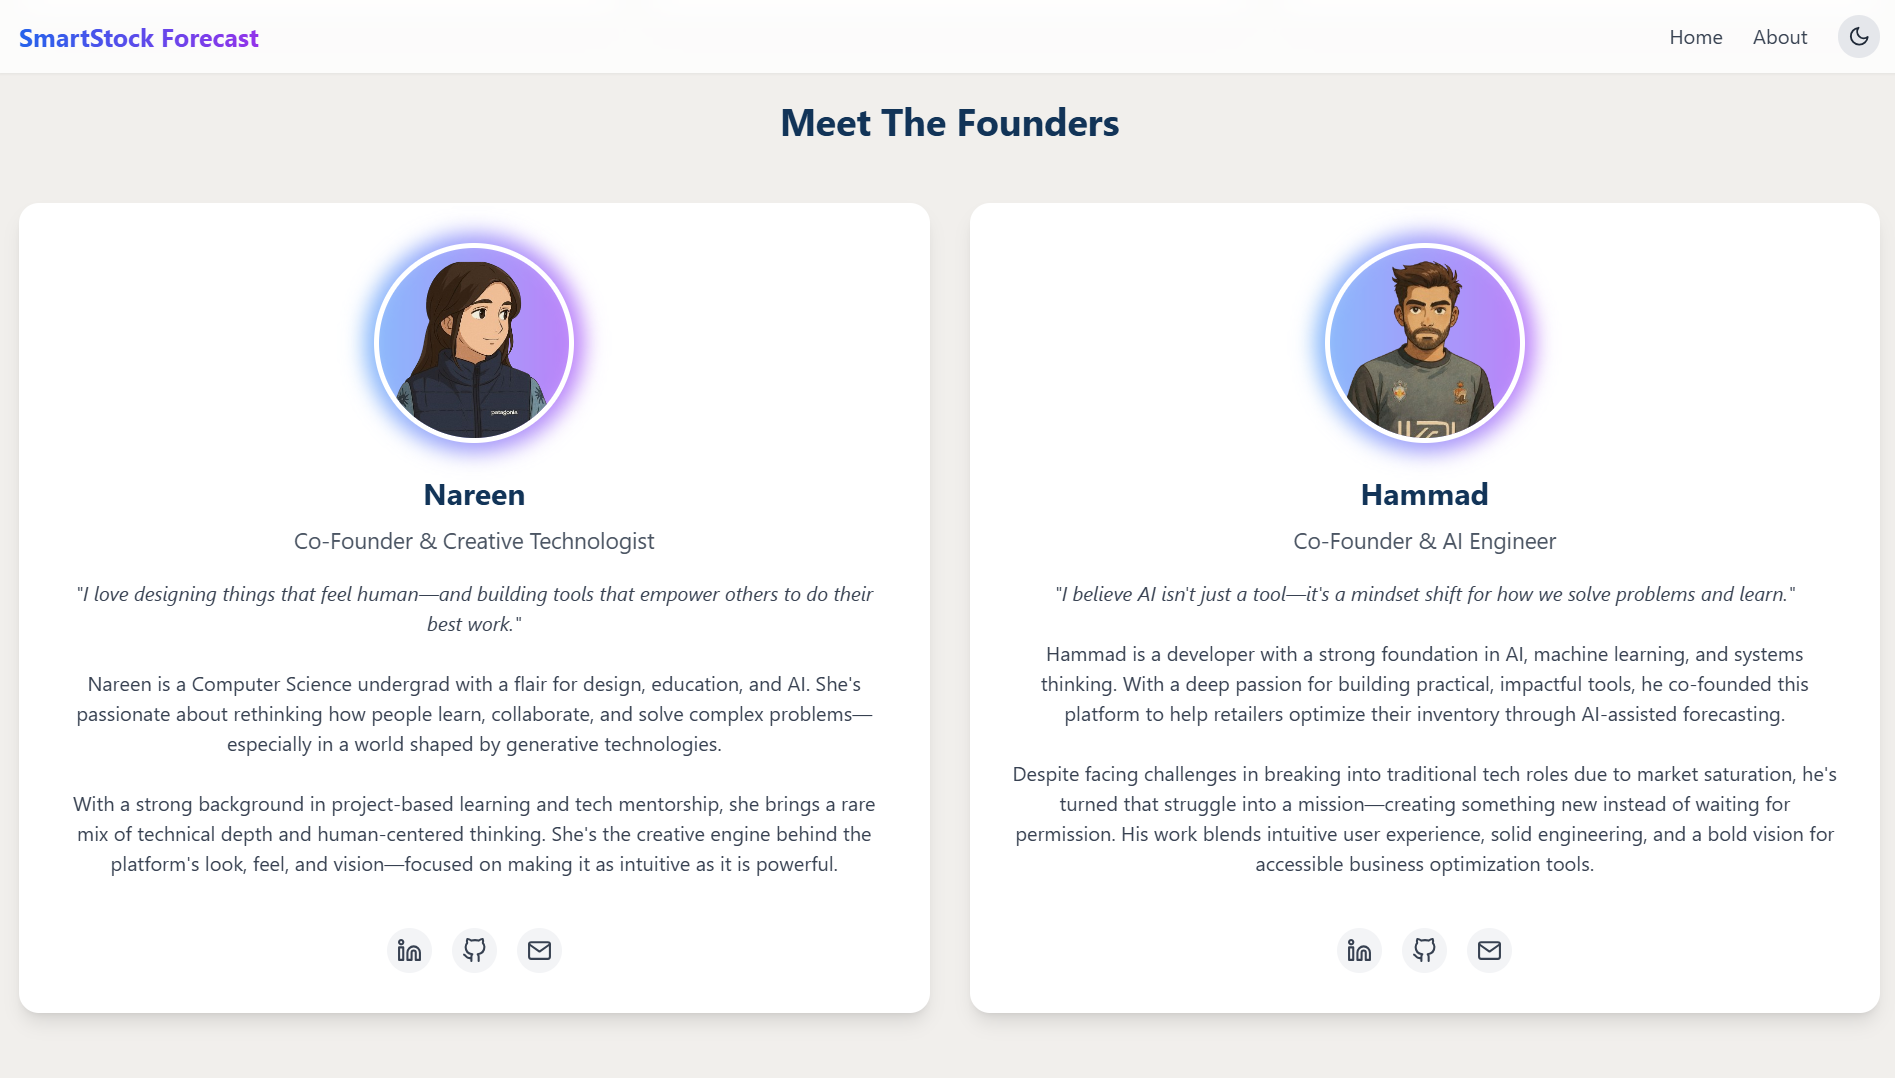 SmartStock Forecast
Home
About
Meet The Founders
patagonia
Nareen
Co-Founder & Creative Technologist
"I love designing things that feel human—and building tools that empower others to do their
best work."
Nareen is a Computer Science undergrad with a flair for design, education, and AI. She's
passionate about rethinking how people learn, collaborate, and solve complex problems—
especially in a world shaped by generative technologies.
With a strong background in project-based learning and tech mentorship, she brings a rare
mix of technical depth and human-centered thinking. She's the creative engine behind the
platform's look, feel, and vision—focused on making it as intuitive as it is powerful.
in
Hammad
Co-Founder & AI Engineer
"I believe AI isn't just a tool—it's a mindset shift for how we solve problems and learn."
Hammad is a developer with a strong foundation in AI, machine learning, and systems
thinking. With a deep passion for building practical, impactful tools, he co-founded this
platform to help retailers optimize their inventory through AI-assisted forecasting.
Despite facing challenges in breaking into traditional tech roles due to market saturation, he's
turned that struggle into a mission—creating something new instead of waiting for
permission. His work blends intuitive user experience, solid engineering, and a bold vision for
accessible business optimization tools.
in